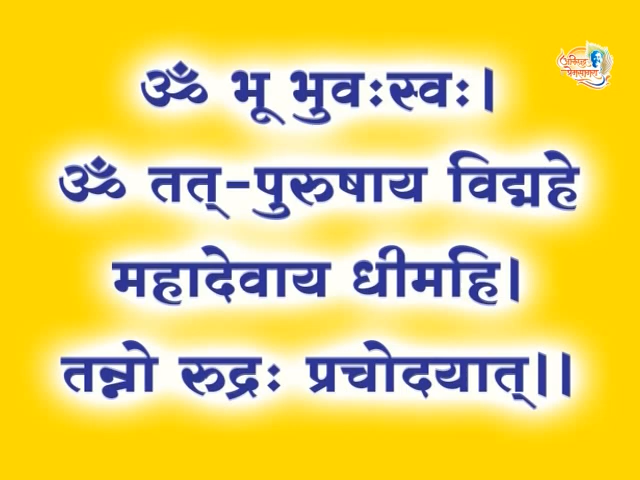 ॐ भू भुवःस्वः।
ॐ तत्-पुरुषाय विद्महे
महादेवाय धीमहि।
तन्नो रुद्रः प्रचोदयात्।।